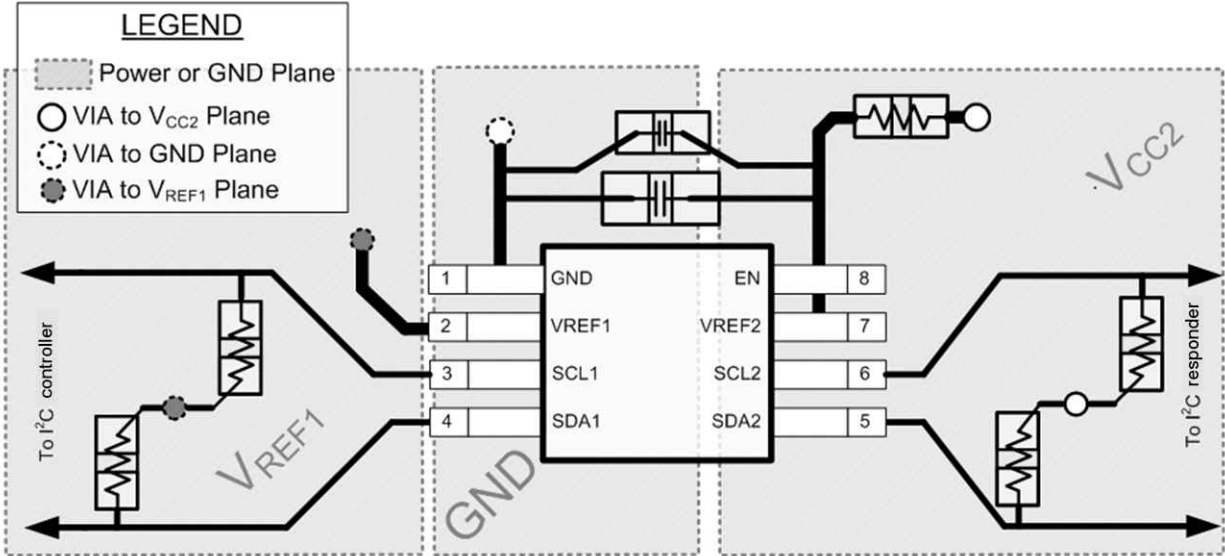 LEGEND
Power or GND Plane
VIA to VCC2 Plane
VIA to GND Plane
VIA to VREF1 Plane
VCC2
1 GND EN 8
2 VREF1 VREF2 7
3 SCL1 SCL2 6
4 SDA1 SDA2 5
To I2C controller
To I2C responder
VREF1
GND